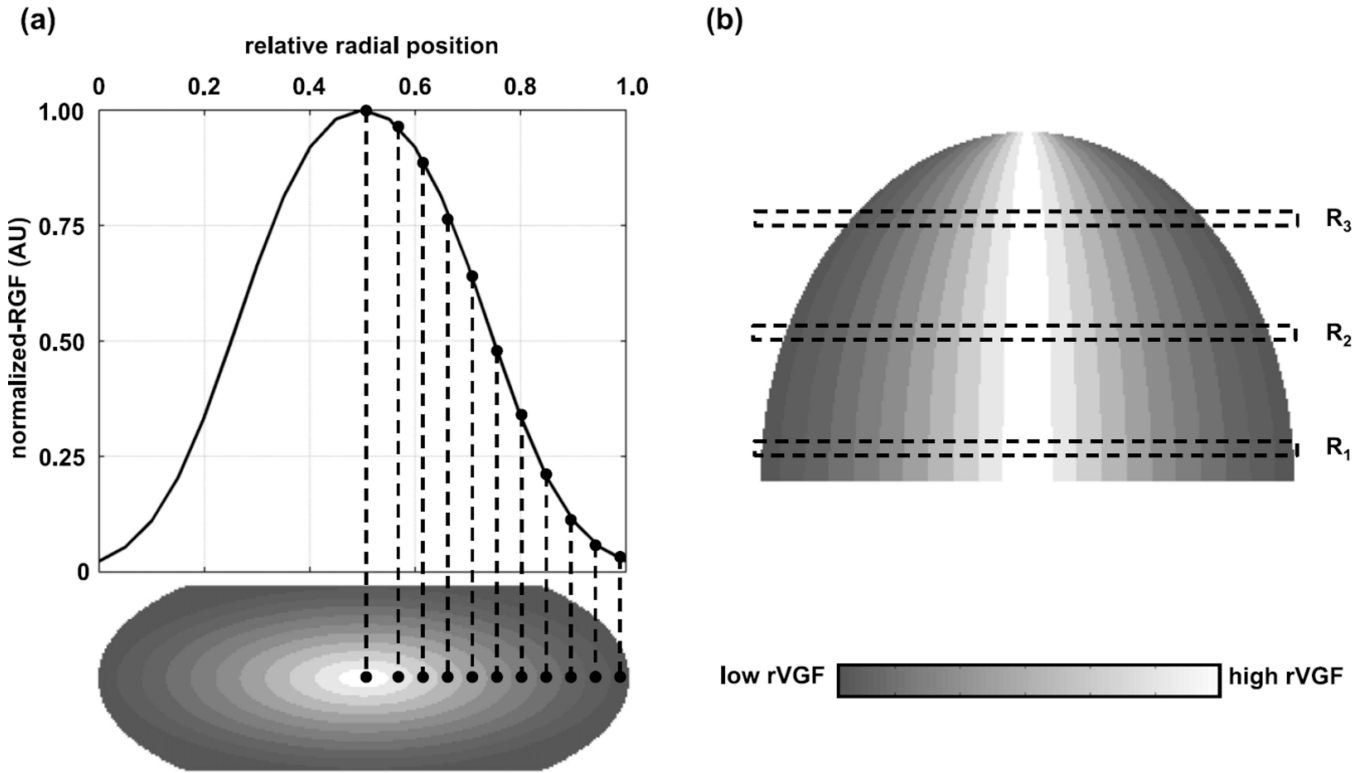 (a)
relative radial position
0 0.2 0.4 0.6 0.8 1.0
1.00
0.75
0.50
0.25
0
normalized-RGF (AU)
(b)
R3
R2
R1
low rVGF high rVGF